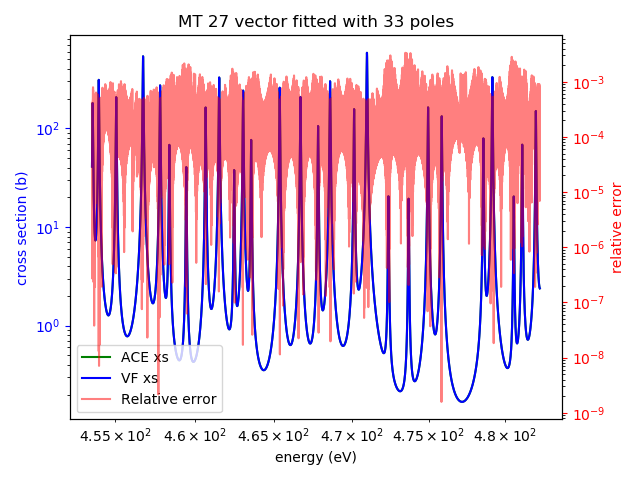 MT 27 vector fitted with 33 poles
10²
10¹
10⁰
cross section (b)
10⁻³
10⁻⁴
10⁻⁵
10⁻⁶
10⁻⁷
10⁻⁸
10⁻⁹
relative error
ACE xs
VF xs
Relative error
4.55 × 10² 4.6 × 10² 4.65 × 10² 4.7 × 10² 4.75 × 10² 4.8 × 10²
energy (eV)